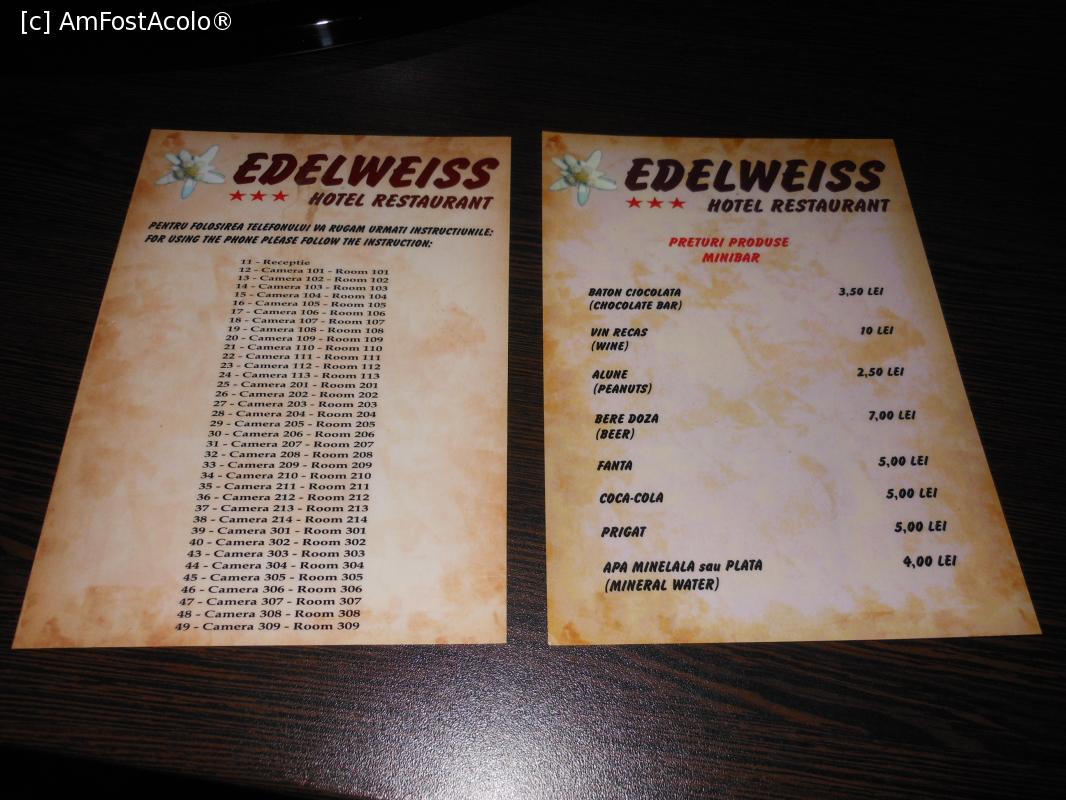 [c] AmFostAcolo®
EDELWEISS
HOTEL RESTAURANT
PENTRU FOLOSIREA TELEFONULUI VA RUGAM URMATI INSTRUCTIUNILE:
FOR USING THE PHONE PLEASE FOLLOW THE INSTRUCTION:
11 - Receptie
12 - Camera 101 - Room 101
13 - Camera 102 - Room 102
14 - Camera 103 - Room 103
15 - Camera 104 - Room 104
16 - Camera 105 - Room 105
17 - Camera 106 - Room 106
18 - Camera 107 - Room 107
19 - Camera 108 - Room 108
20 - Camera 109 - Room 109
21 - Camera 110 - Room 110
22 - Camera 111 - Room 111
23 - Camera 112 - Room 112
24 - Camera 113 - Room 113
25 - Camera 201 - Room 201
26 - Camera 202 - Room 202
27 - Camera 203 - Room 203
28 - Camera 204 - Room 204
29 - Camera 205 - Room 205
30 - Camera 206 - Room 206
31 - Camera 207 - Room 207
32 - Camera 208 - Room 208
33 - Camera 209 - Room 209
34 - Camera 210 - Room 210
35 - Camera 211 - Room 211
36 - Camera 212 - Room 212
37 - Camera 213 - Room 213
38 - Camera 214 - Room 214
39 - Camera 301 - Room 301
40 - Camera 302 - Room 302
43 - Camera 303 - Room 303
44 - Camera 304 - Room 304
45 - Camera 305 - Room 305
46 - Camera 306 - Room 306
47 - Camera 307 - Room 307
48 - Camera 308 - Room 308
49 - Camera 309 - Room 309
EDELWEISS
HOTEL RESTAURANT
PRETURI PRODUSE
MINIBAR
BATON CIOCOLATA 3,50 LEI
(CHOCOLATE BAR)
VIN RECAS 10 LEI
(WINE)
ALUNE 2,50 LEI
(PEANUTS)
BERE DOZA 7,00 LEI
(BEER)
FANTA 5,00 LEI
COCA-COLA 5,00 LEI
PRIGAT 5,00 LEI
APA MINELALA sau PLATA 4,00 LEI
(MINERAL WATER)